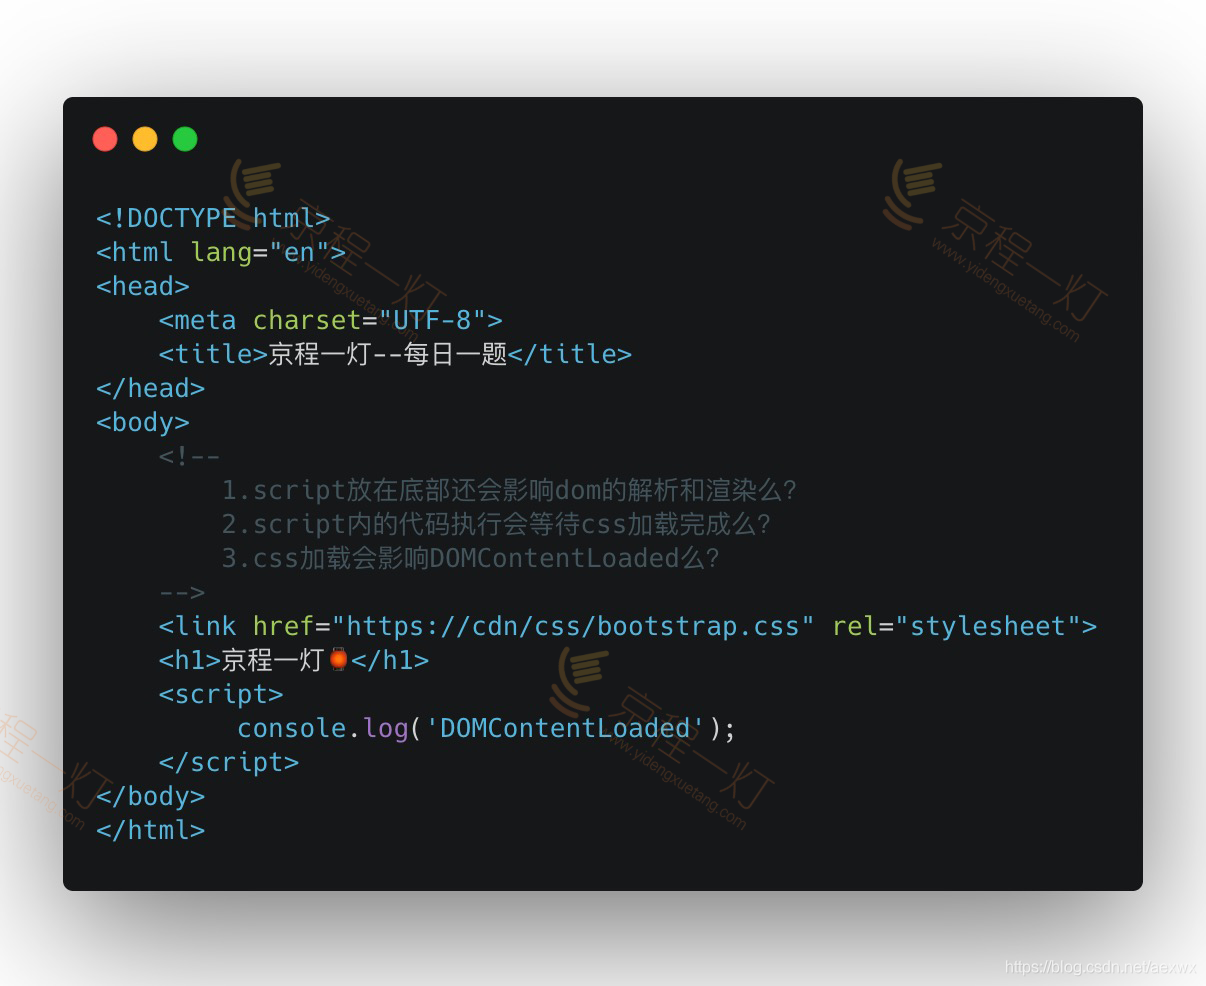 <!DOCTYPE html>
<html lang="en">
<head>
    <meta charset="UTF-8">
    <title>京程一灯--每日一题</title>
</head>
<body>
    <!--
        1.script放在底部还会影响dom的解析和渲染么?
        2.script内的代码执行会等待css加载完成么?
        3.css加载会影响DOMContentLoaded么?
    -->
    <link href="https://cdn/css/bootstrap.css" rel="stylesheet">
    <h1>京程一灯🏮</h1>
    <script>
         console.log('DOMContentLoaded');
    </script>
</body>
</html>
京程一灯
www.yidengxuetang.com
京程一灯
www.yidengxuetang.com
京程一灯
www.yidengxuetang.com
程一灯
ngxuetang.com
https://blog.csdn.net/aexwx